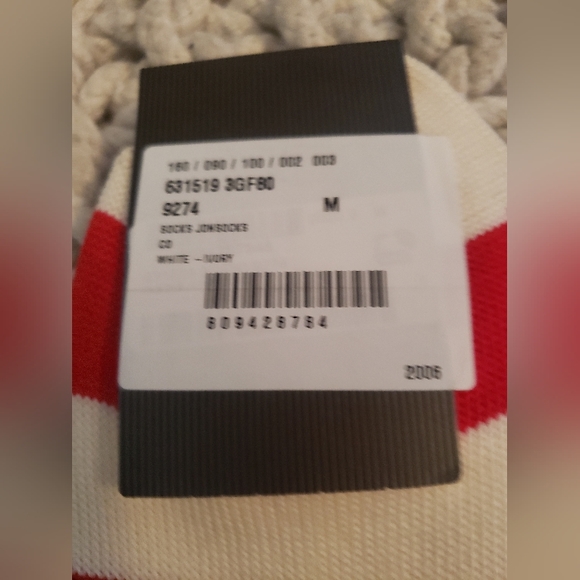 160 / 090 / 100 / 002 003
631519 3GF80
9274 M
SOCKS JONSOCKS
CO
WHITE -IVORY
809428784
2006